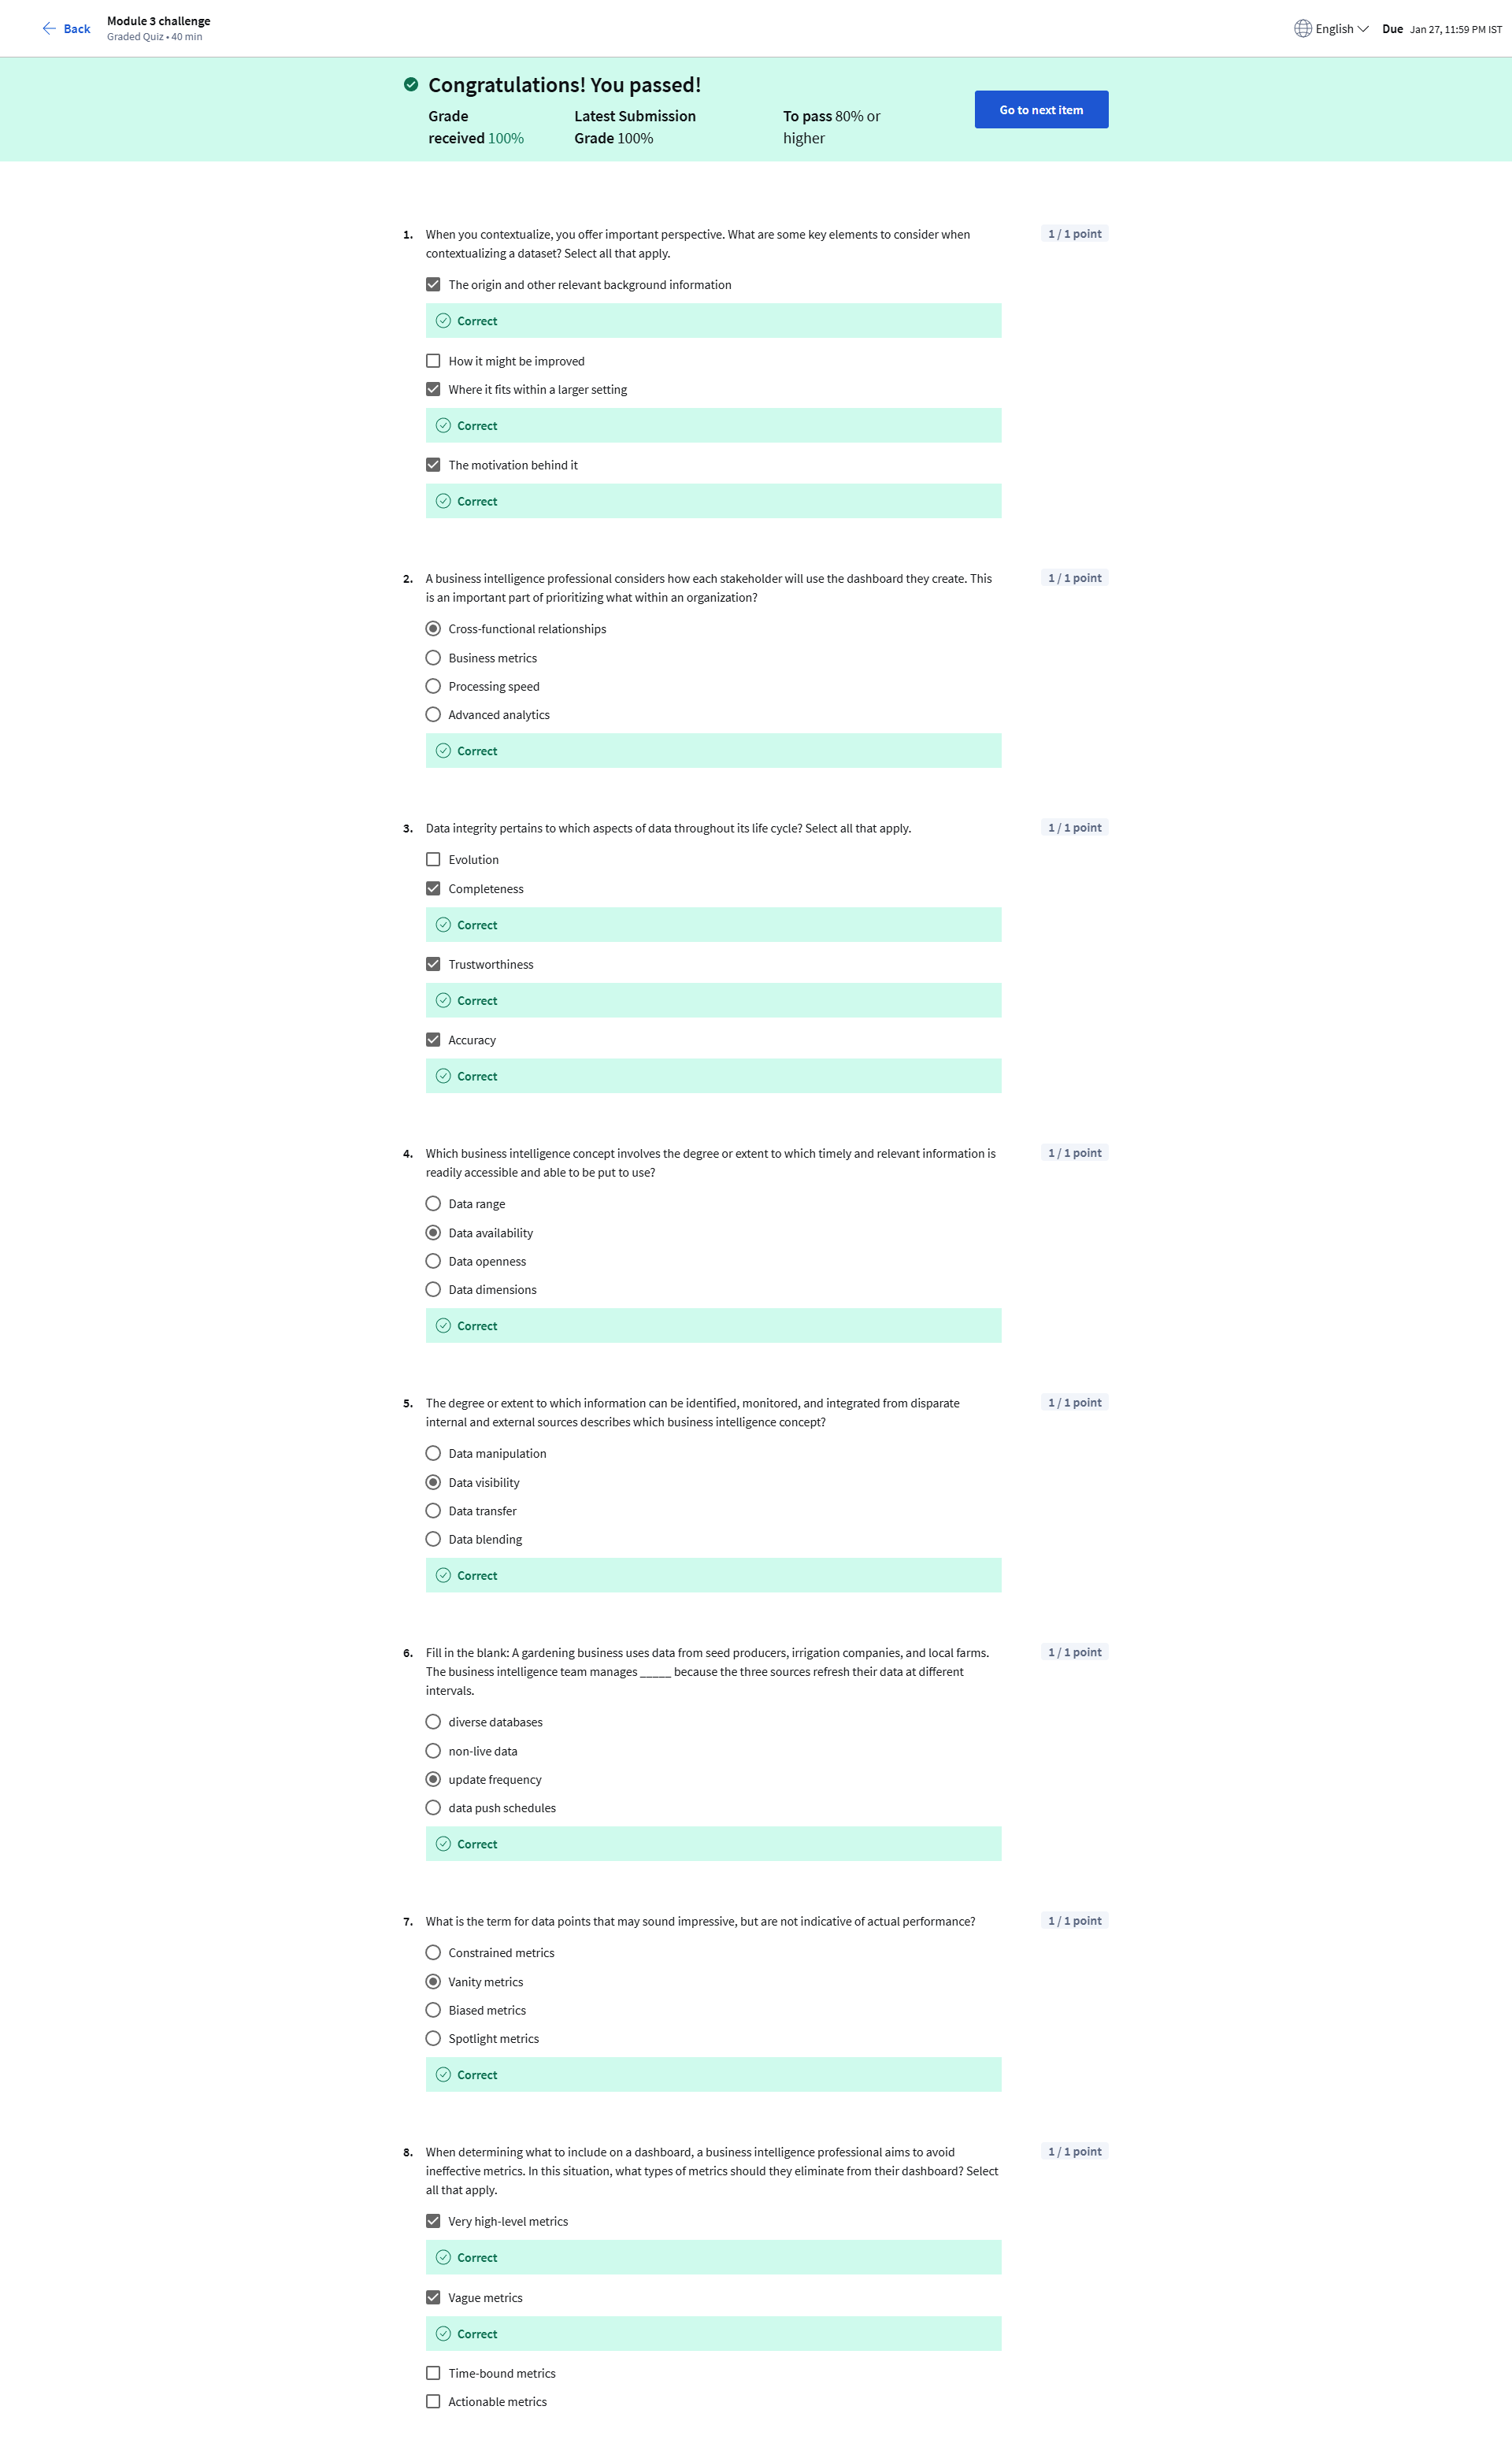 Back
Module 3 challenge
Graded Quiz • 40 min
English
Due Jan 27, 11:59 PM IST
Congratulations! You passed!
Grade
received 100%
Latest Submission
Grade 100%
To pass 80% or
higher
Go to next item
1. When you contextualize, you offer important perspective. What are some key elements to consider when
contextualizing a dataset? Select all that apply.
1 / 1 point
The origin and other relevant background information
Correct
How it might be improved
Where it fits within a larger setting
Correct
The motivation behind it
Correct
2. A business intelligence professional considers how each stakeholder will use the dashboard they create. This
is an important part of prioritizing what within an organization?
1 / 1 point
Cross-functional relationships
Business metrics
Processing speed
Advanced analytics
Correct
3. Data integrity pertains to which aspects of data throughout its life cycle? Select all that apply.
1 / 1 point
Evolution
Completeness
Correct
Trustworthiness
Correct
Accuracy
Correct
4. Which business intelligence concept involves the degree or extent to which timely and relevant information is
readily accessible and able to be put to use?
1 / 1 point
Data range
Data availability
Data openness
Data dimensions
Correct
5. The degree or extent to which information can be identified, monitored, and integrated from disparate
internal and external sources describes which business intelligence concept?
1 / 1 point
Data manipulation
Data visibility
Data transfer
Data blending
Correct
6. Fill in the blank: A gardening business uses data from seed producers, irrigation companies, and local farms.
The business intelligence team manages _____ because the three sources refresh their data at different
intervals.
1 / 1 point
diverse databases
non-live data
update frequency
data push schedules
Correct
7. What is the term for data points that may sound impressive, but are not indicative of actual performance?
1 / 1 point
Constrained metrics
Vanity metrics
Biased metrics
Spotlight metrics
Correct
8. When determining what to include on a dashboard, a business intelligence professional aims to avoid
ineffective metrics. In this situation, what types of metrics should they eliminate from their dashboard? Select
all that apply.
1 / 1 point
Very high-level metrics
Correct
Vague metrics
Correct
Time-bound metrics
Actionable metrics